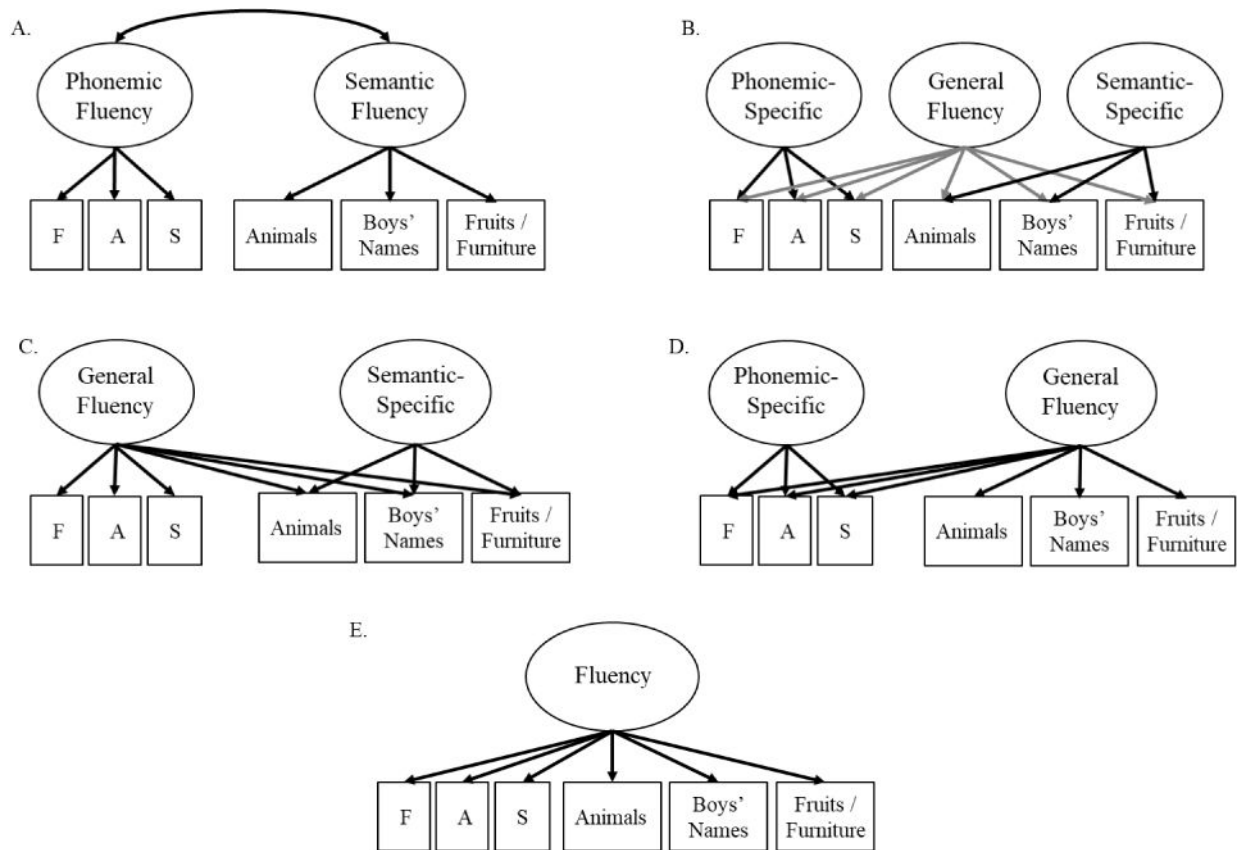 A.
Phonemic
Fluency
Semantic
Fluency
F
A
S
Animals
Boys'
Names
Fruits /
Furniture
B.
Phonemic-
Specific
General
Fluency
Semantic-
Specific
F
A
S
Animals
Boys'
Names
Fruits /
Furniture
C.
General
Fluency
Semantic-
Specific
F
A
S
Animals
Boys'
Names
Fruits /
Furniture
D.
Phonemic-
Specific
General
Fluency
F
A
S
Animals
Boys'
Names
Fruits /
Furniture
E.
Fluency
F
A
S
Animals
Boys'
Names
Fruits /
Furniture